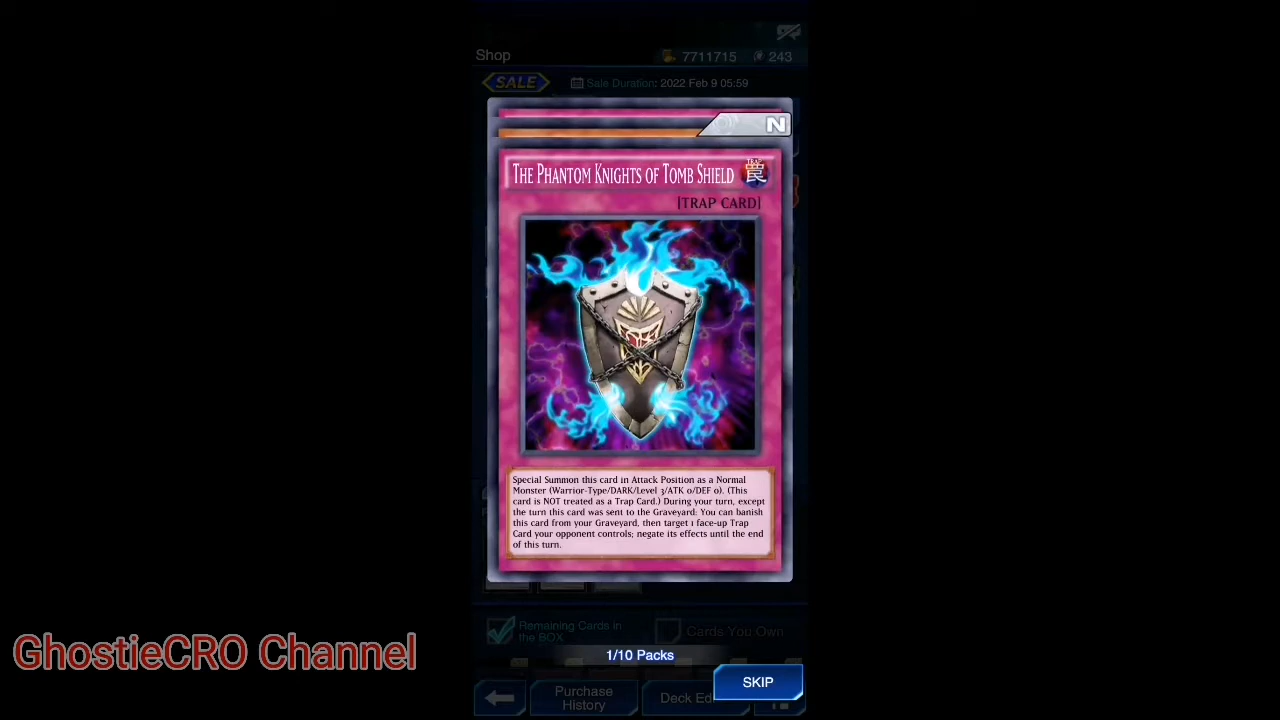 Shop
7711715
243
SALE
Sale Duration: 2022 Feb 9 05:59
N
THE PHANTOM KNIGHTS OF TOMB SHIELD
TRAP
罠
[TRAP CARD]
Special Summon this card in Attack Position as a Normal
Monster (Warrior-Type/DARK/Level 3/ATK 0/DEF 0). (This
card is NOT treated as a Trap Card.) During your turn, except
the turn this card was sent to the Graveyard: You can banish
this card from your Graveyard, then target 1 face-up Trap
Card your opponent controls; negate its effects until the end
of this turn.
Remaining Cards in
the BOX
Cards You Own
GhostieCRO Channel
1/10 Packs
SKIP
Purchase
History
Deck Ed